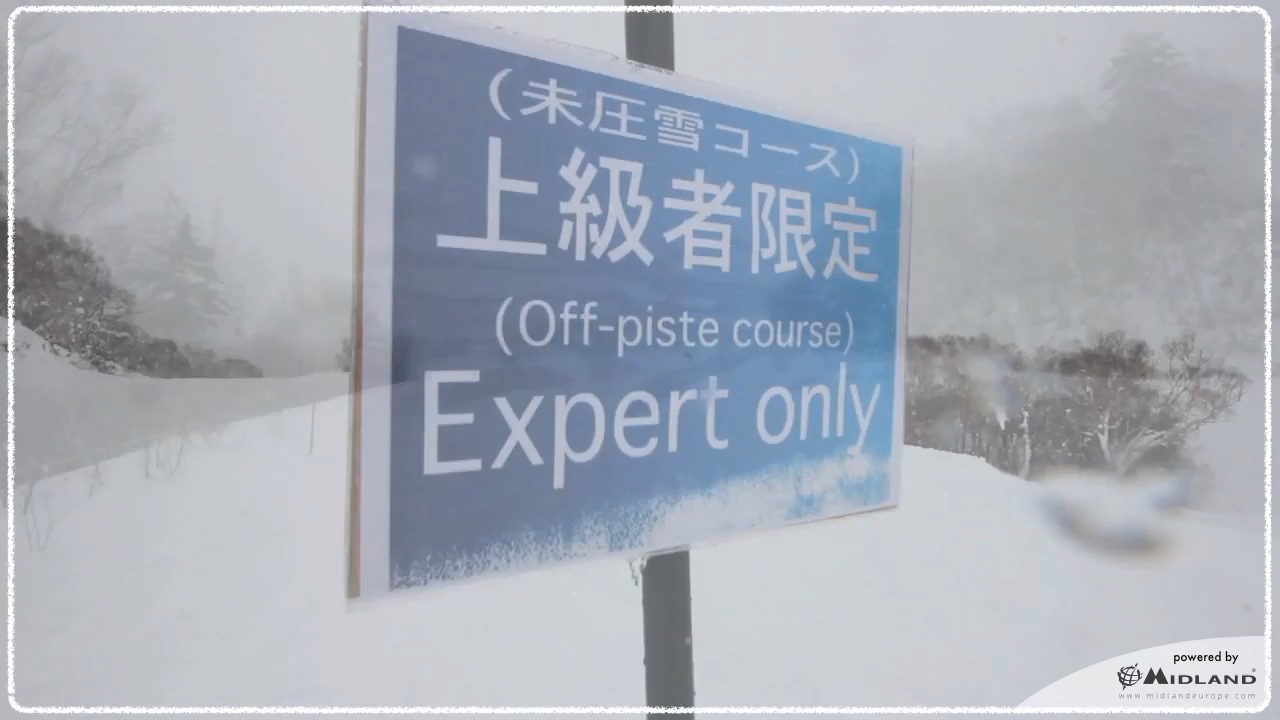 (未圧雪コース)
上級者限定
(Off-piste course)
Expert only
powered by
MIDLAND
www.midlandeurope.com